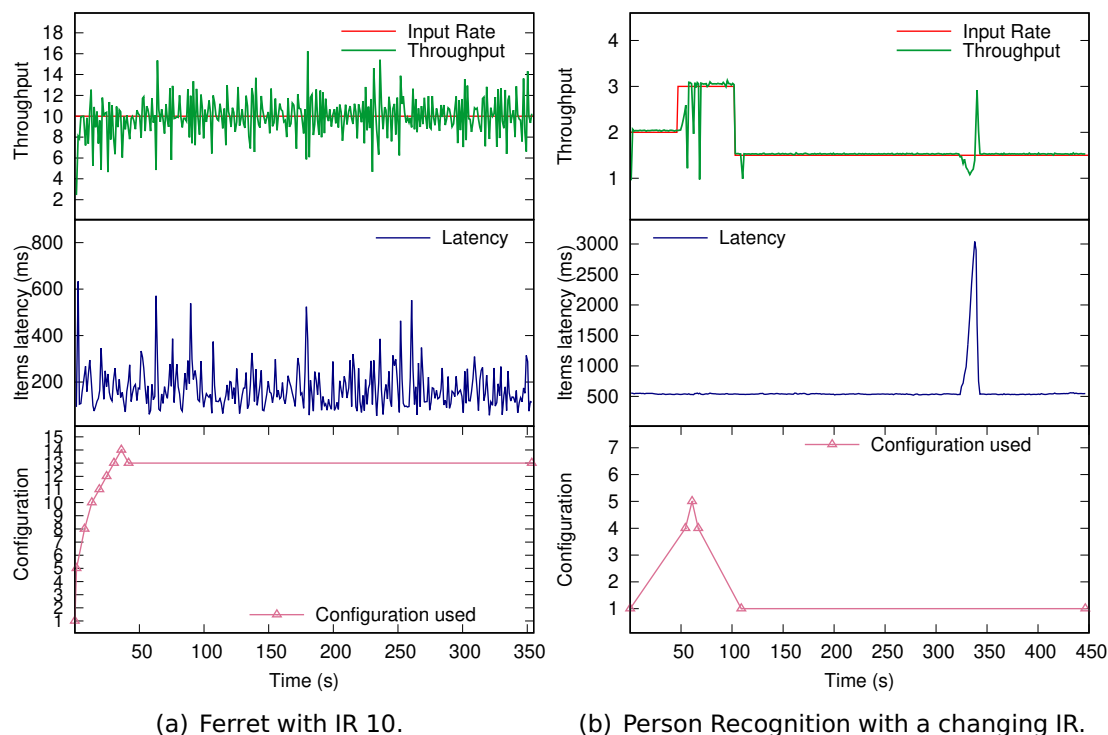 18
16
14
12
10
8
6
4
2
Throughput
Input Rate
Throughput
800
600
400
200
Items latency (ms)
Latency
15
14
13
12
11
10
9
8
7
6
5
4
3
2
1
Configuration
Configuration used
50 100 150 200 250 300 350
Time (s)
(a) Ferret with IR 10.
4
3
2
1
Throughput
Input Rate
Throughput
3000
2500
2000
1500
1000
500
Items latency (ms)
Latency
7
6
5
4
3
2
1
Configuration
Configuration used
50 100 150 200 250 300 350 400 450
Time (s)
(b) Person Recognition with a changing IR.